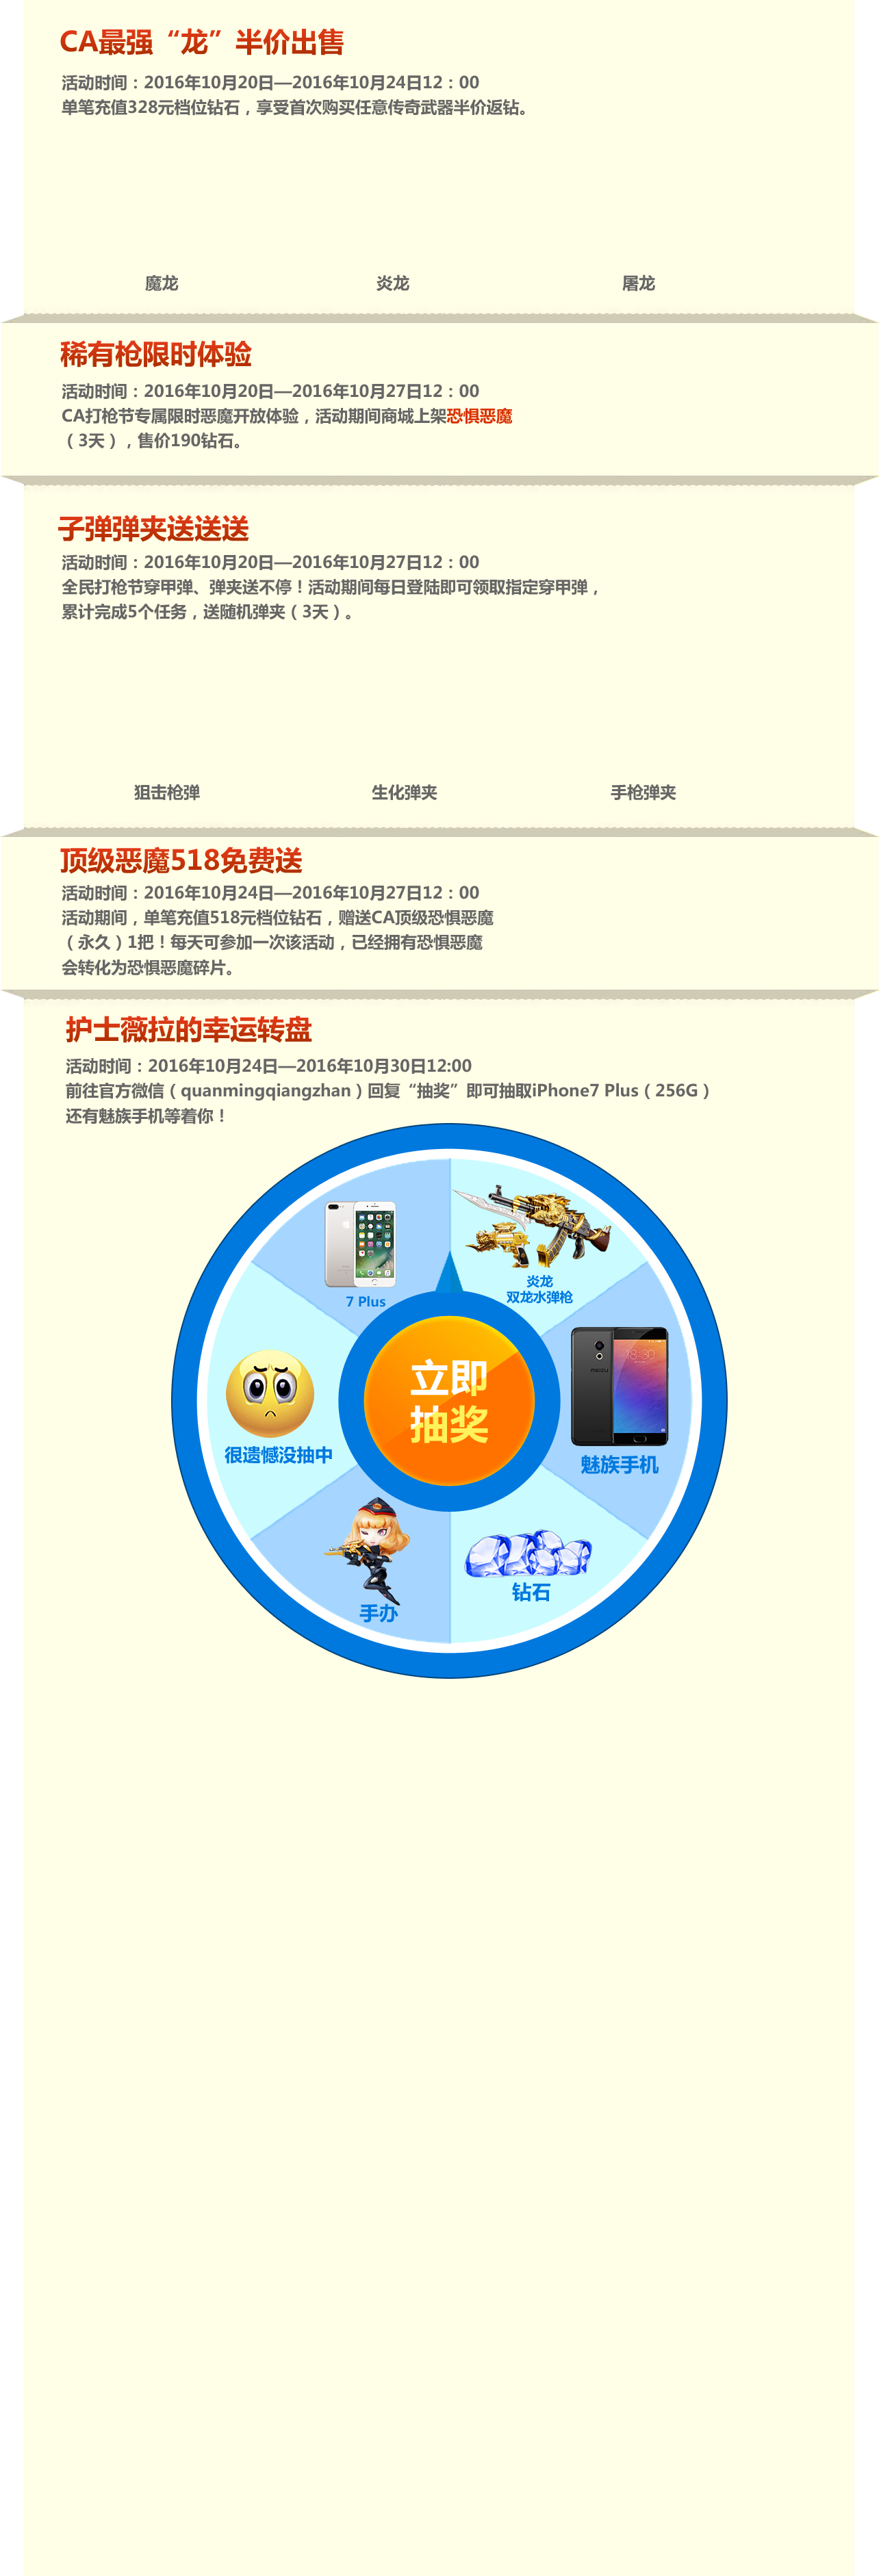 CA最强“龙”半价出售
活动时间：2016年10月20日—2016年10月24日12：00
单笔充值328元档位钻石，享受首次购买任意传奇武器半价返钻。
魔龙 炎龙 屠龙
稀有枪限时体验
活动时间：2016年10月20日—2016年10月27日12：00
CA打枪节专属限时恶魔开放体验，活动期间商城上架恐惧恶魔
（3天），售价190钻石。
子弹弹夹送送送
活动时间：2016年10月20日—2016年10月27日12：00
全民打枪节穿甲弹、弹夹送不停！活动期间每日登陆即可领取指定穿甲弹，
累计完成5个任务，送随机弹夹（3天）。
狙击枪弹 生化弹夹 手枪弹夹
顶级恶魔518免费送
活动时间：2016年10月24日—2016年10月27日12：00
活动期间，单笔充值518元档位钻石，赠送CA顶级恐惧恶魔
（永久）1把！每天可参加一次该活动，已经拥有恐惧恶魔
会转化为恐惧恶魔碎片。
护士薇拉的幸运转盘
活动时间：2016年10月24日—2016年10月30日12:00
前往官方微信（quanmingqiangzhan）回复“抽奖”即可抽取iPhone7 Plus（256G）
还有魅族手机等着你！
7 Plus
炎龙
双龙水弹枪
18:30
MEIZU
立即
抽奖
很遗憾没抽中
魅族手机
手办
钻石